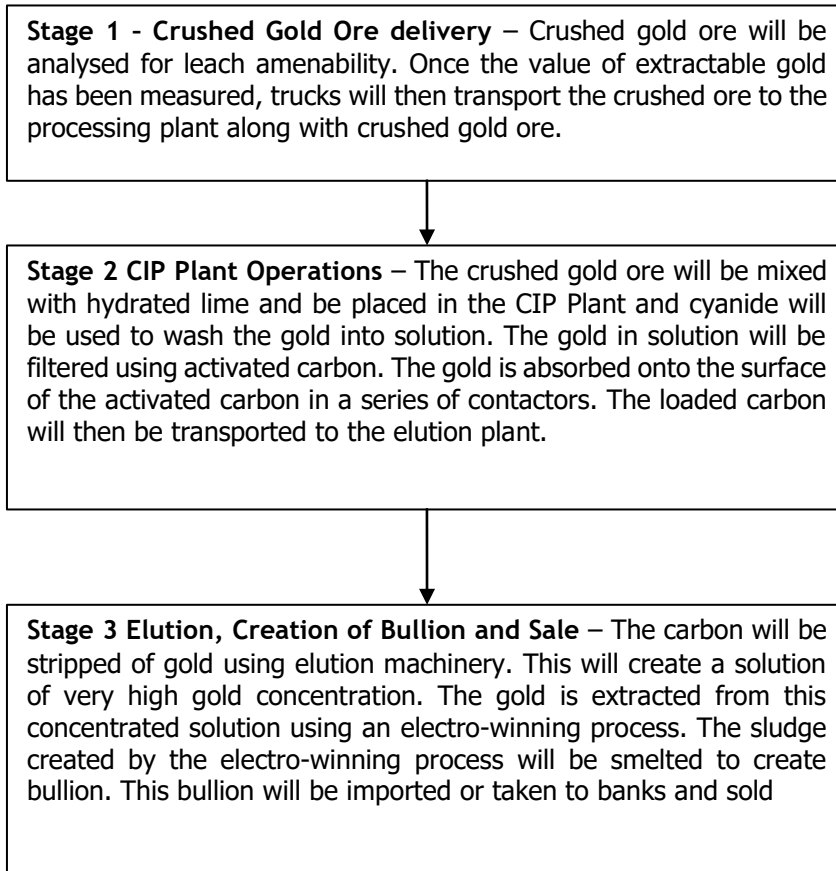 Stage 1 - Crushed Gold Ore delivery – Crushed gold ore will be
analysed for leach amenability. Once the value of extractable gold
has been measured, trucks will then transport the crushed ore to the
processing plant along with crushed gold ore.
Stage 2 CIP Plant Operations – The crushed gold ore will be mixed
with hydrated lime and be placed in the CIP Plant and cyanide will
be used to wash the gold into solution. The gold in solution will be
filtered using activated carbon. The gold is absorbed onto the surface
of the activated carbon in a series of contactors. The loaded carbon
will then be transported to the elution plant.
Stage 3 Elution, Creation of Bullion and Sale – The carbon will be
stripped of gold using elution machinery. This will create a solution
of very high gold concentration. The gold is extracted from this
concentrated solution using an electro-winning process. The sludge
created by the electro-winning process will be smelted to create
bullion. This bullion will be imported or taken to banks and sold